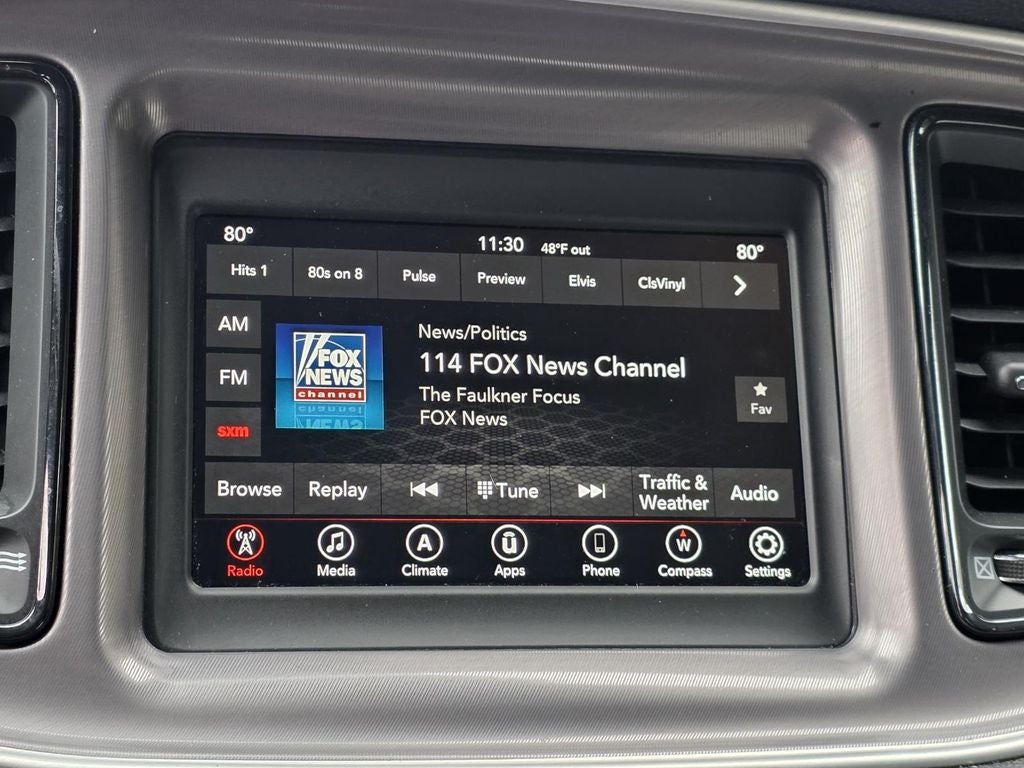 80°
11:30
48°F out
80°
Hits 1
80s on 8
Pulse
Preview
Elvis
ClsVinyl
AM
FM
sxm
FOX
NEWS
channel
News/Politics
114 FOX News Channel
The Faulkner Focus
FOX News
Fav
Browse
Replay
Tune
Traffic &
Weather
Audio
A
ū
W
Radio
Media
Climate
Apps
Phone
Compass
Settings